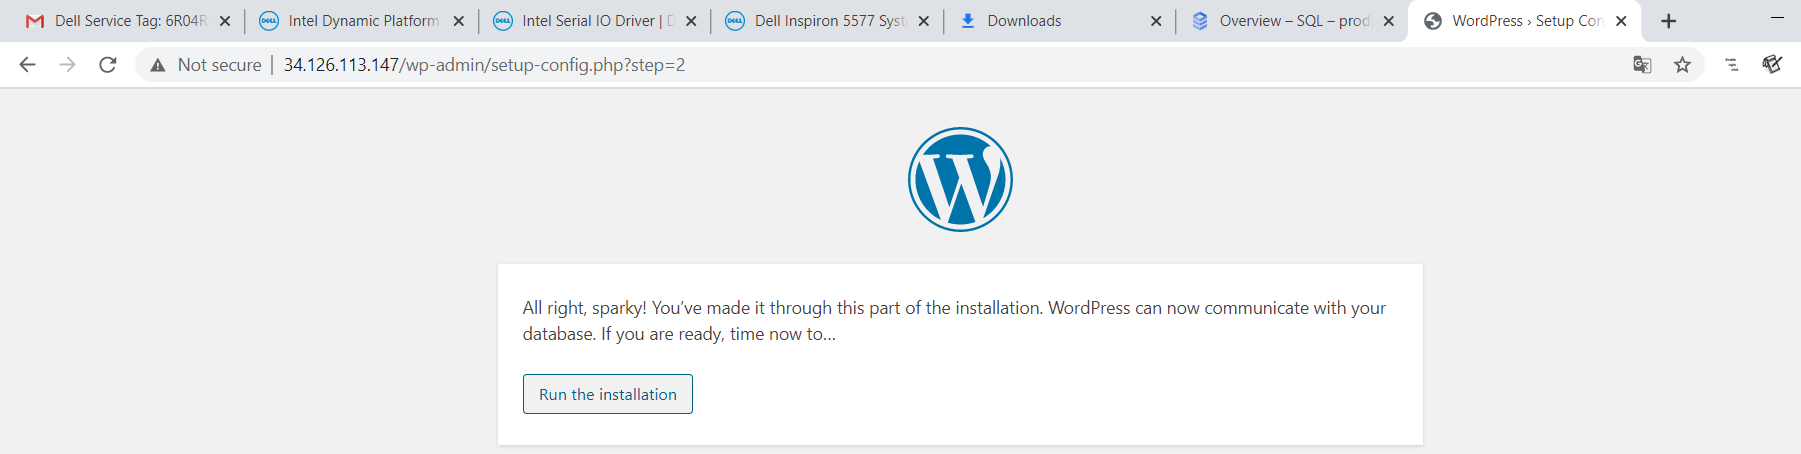 Dell Service Tag: 6R04R
Intel Dynamic Platform
Intel Serial IO Driver | D
Dell Inspiron 5577 Syst
Downloads
Overview – SQL – prod
WordPress › Setup Con
Not secure
34.126.113.147/wp-admin/setup-config.php?step=2
All right, sparky! You’ve made it through this part of the installation. WordPress can now communicate with your
database. If you are ready, time now to…
Run the installation